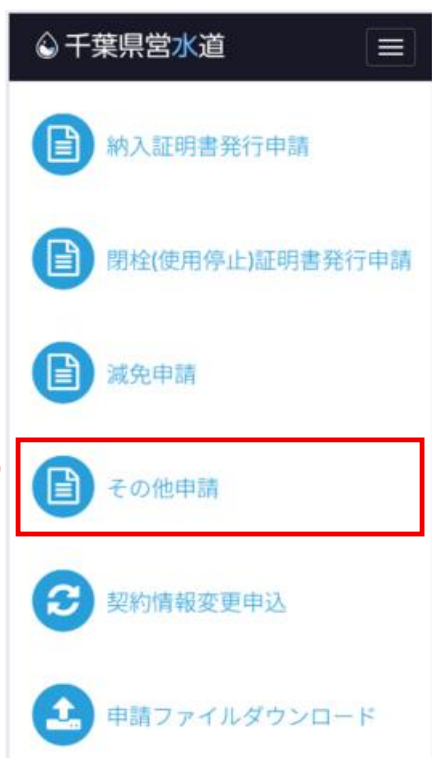 千葉県営水道
納入証明書発行申請
閉栓(使用停止)証明書発行申請
減免申請
その他申請
契約情報変更申込
申請ファイルダウンロード